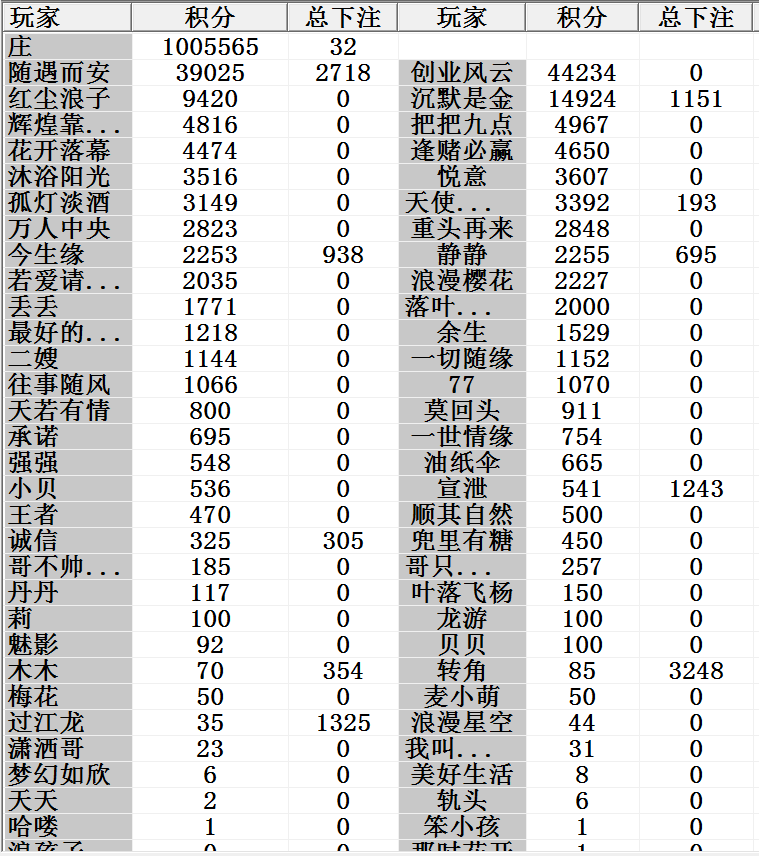 玩家 积分 总下注 玩家 积分 总下注
庄 1005565 32
随遇而安 39025 2718 创业风云 44234 0
红尘浪子 9420 0 沉默是金 14924 1151
辉煌靠... 4816 0 把把九点 4967 0
花开落幕 4474 0 逢赌必赢 4650 0
沐浴阳光 3516 0 悦意 3607 0
孤灯淡酒 3149 0 天使... 3392 193
万人中央 2823 0 重头再来 2848 0
今生缘 2253 938 静静 2255 695
若爱请... 2035 0 浪漫樱花 2227 0
丢丢 1771 0 落叶... 2000 0
最好的... 1218 0 余生 1529 0
二嫂 1144 0 一切随缘 1152 0
往事随风 1066 0 77 1070 0
天若有情 800 0 莫回头 911 0
承诺 695 0 一世情缘 754 0
强强 548 0 油纸伞 665 0
小贝 536 0 宣泄 541 1243
王者 470 0 顺其自然 500 0
诚信 325 305 兜里有糖 450 0
哥不帅... 185 0 哥只... 257 0
丹丹 117 0 叶落飞杨 150 0
莉 100 0 龙游 100 0
魅影 92 0 贝贝 100 0
木木 70 354 转角 85 3248
梅花 50 0 麦小萌 50 0
过江龙 35 1325 浪漫星空 44 0
潇洒哥 23 0 我叫... 31 0
梦幻如欣 6 0 美好生活 8 0
天天 2 0 轨头 6 0
哈喽 1 0 笨小孩 1 0
浪孩子 0 0 那时花开 1 0